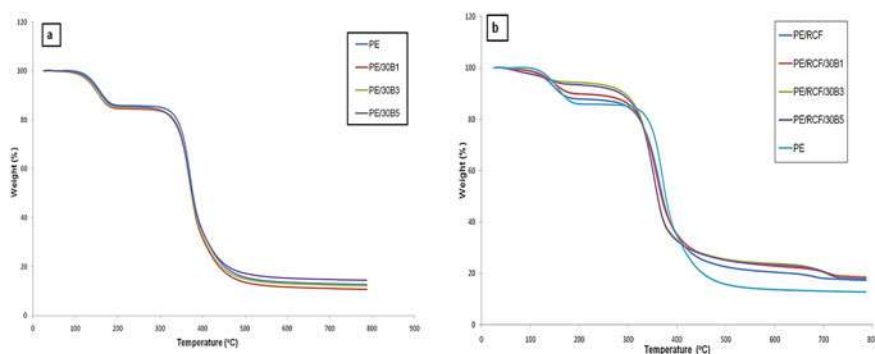 a
120
100
80
60
40
20
0
0 100 200 300 400 500 600 700 800 900
Weight (%)
Temperature (°C)
PE
PE/30B1
PE/30B3
PE/30B5
b
120
100
80
60
40
20
0
0 100 200 300 400 500 600 700 800
Weight (%)
Temperature (°C)
PE/RCF
PE/RCF/30B1
PE/RCF/30B3
PE/RCF/30B5
PE